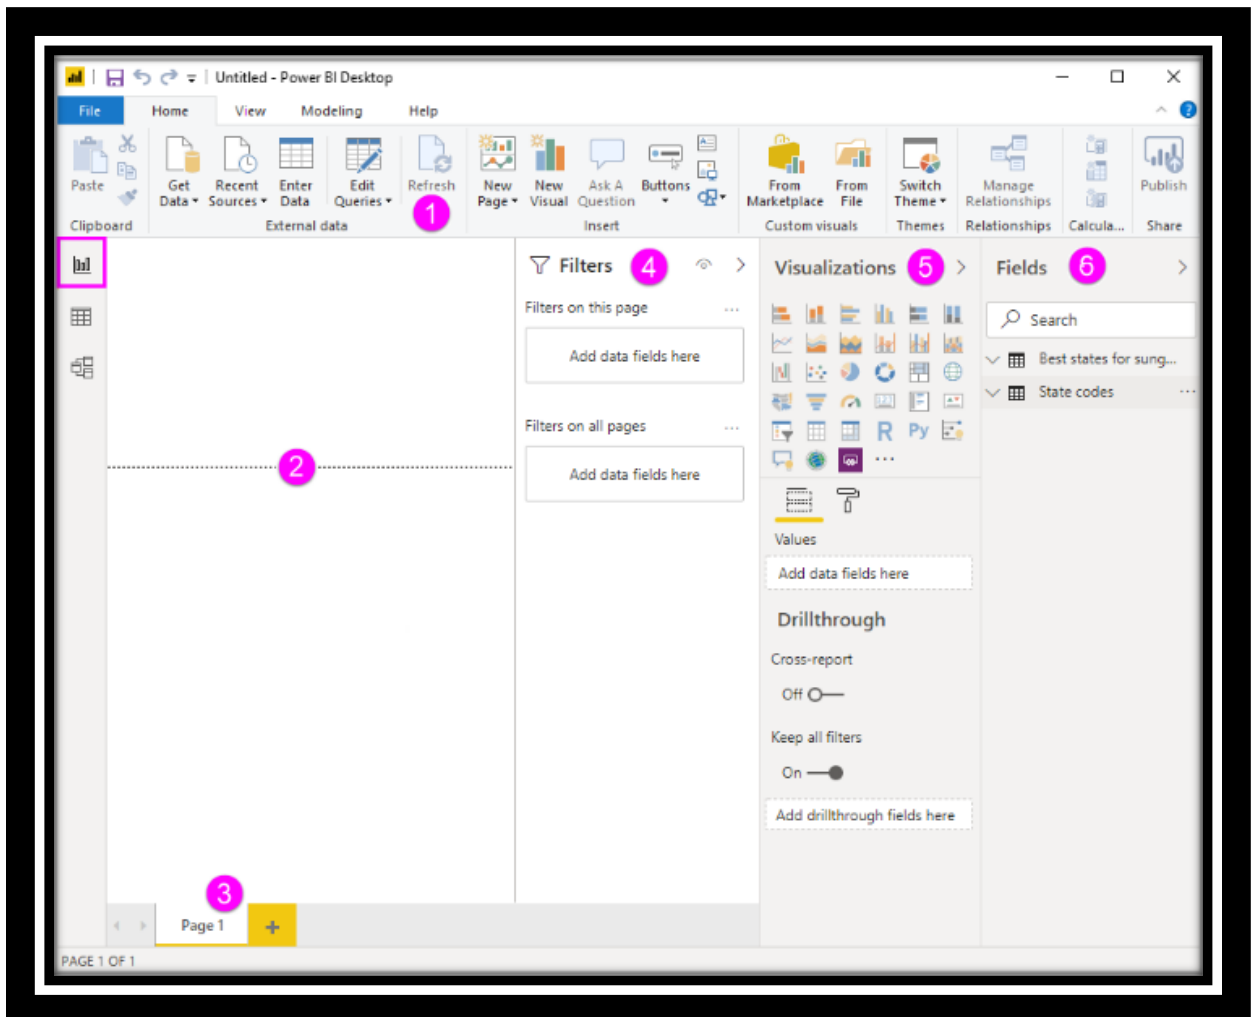 Untitled - Power BI Desktop
File Home View Modeling Help
Paste
Get Data
Recent Sources
Enter Data
Edit Queries
Refresh
New Page
New Visual
Ask A Question
Buttons
From Marketplace
From File
Switch Theme
Manage Relationships
Publish
1
Clipboard
External data
Insert
Custom visuals
Themes
Relationships
Calcula...
Share
Filters 4
Filters on this page ...
Add data fields here
Filters on all pages ...
Add data fields here
2
Visualizations 5
123
R Py
...
Values
Add data fields here
Drillthrough
Cross-report
Off
Keep all filters
On
Add drillthrough fields here
Fields 6
Search
Best states for sung...
State codes ...
3
Page 1 +
PAGE 1 OF 1